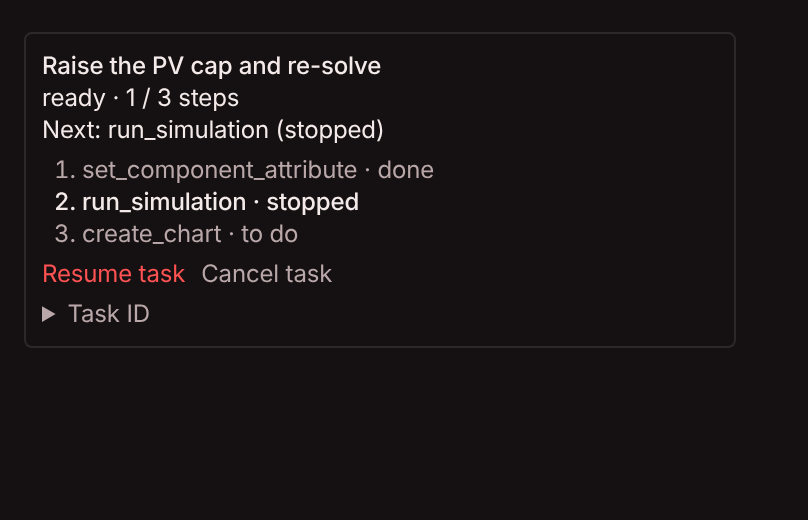 Raise the PV cap and re-solve
ready · 1 / 3 steps
Next: run_simulation (stopped)
1. set_component_attribute · done
2. run_simulation · stopped
3. create_chart · to do
Resume task Cancel task
▶ Task ID